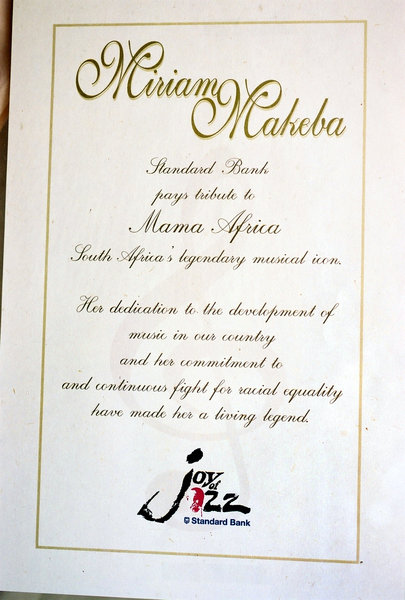 Miriam
Makeba
Standard Bank
pays tribute to
Mama Africa
South Africa's legendary musical icon.
Her dedication to the development of
music in our country
and her commitment to
and continuous fight for racial equality
have made her a living legend.
joy of
jazz
Standard Bank